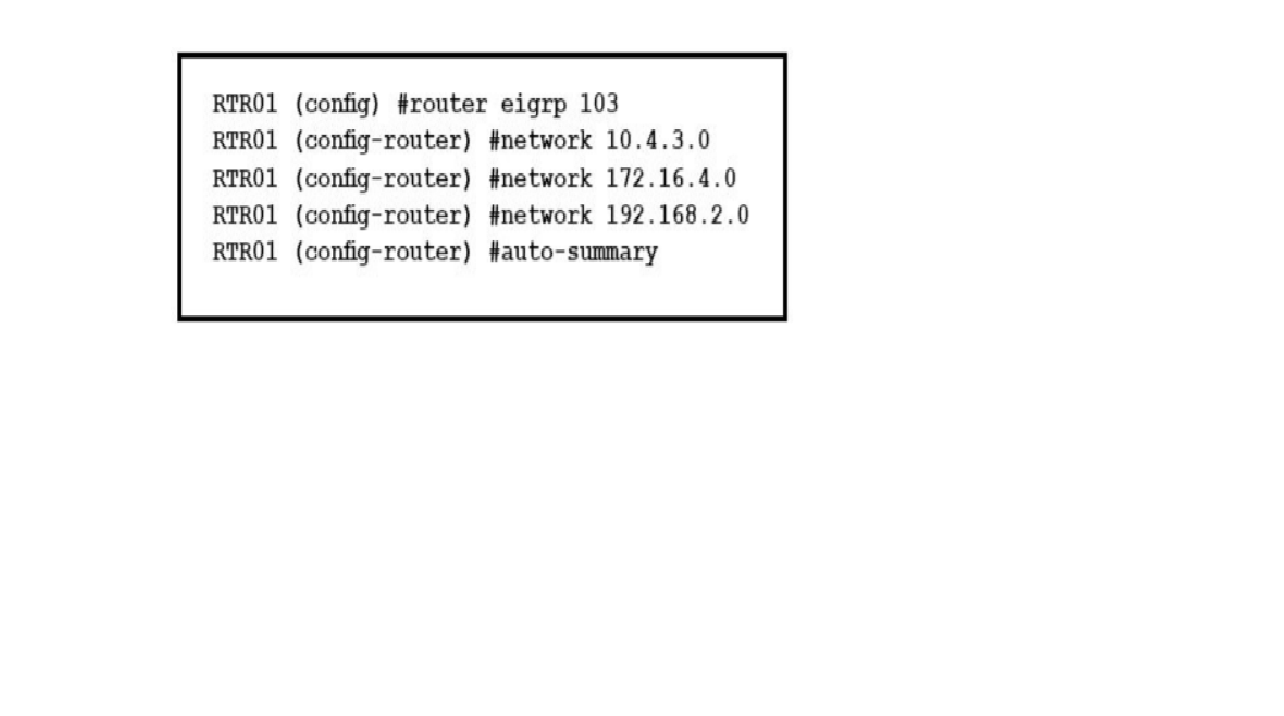 RTR01 (config) #router eigrp 103
RTR01 (config-router) #network 10.4.3.0
RTR01 (config-router) #network 172.16.4.0
RTR01 (config-router) #network 192.168.2.0
RTR01 (config-router) #auto-summary